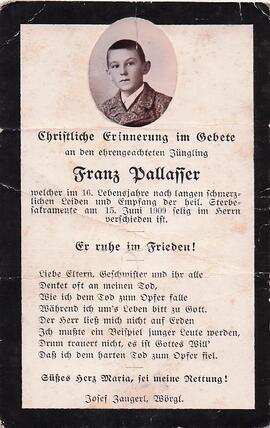 Christliche Erinnerung im Gebete
an den ehrengeachteten Jüngling
Franz Pallasser
welcher im 16. Lebensjahre nach langen schmerz-
lichen Leiden und Empfang der heil. Sterbe-
sakramente am 15. Juni 1909 selig im Herrn
verschieden ist.
Er ruhe im Frieden!
Liebe Eltern, Geschwister und ihr alle
Denket oft an meinen Tod,
Wie ich dem Tod zum Opfer falle
Während ich um's Leben bitt zu Gott.
Der Herr ließ mich nicht auf Erden
Ich mußte ein Beispiel junger Leute werden,
Drum trauert nicht, es ist Gottes Will'
Daß ich dem harten Tod zum Opfer fiel.
Süßes Herz Maria, sei meine Rettung!
Josef Zangerl, Wörgl.